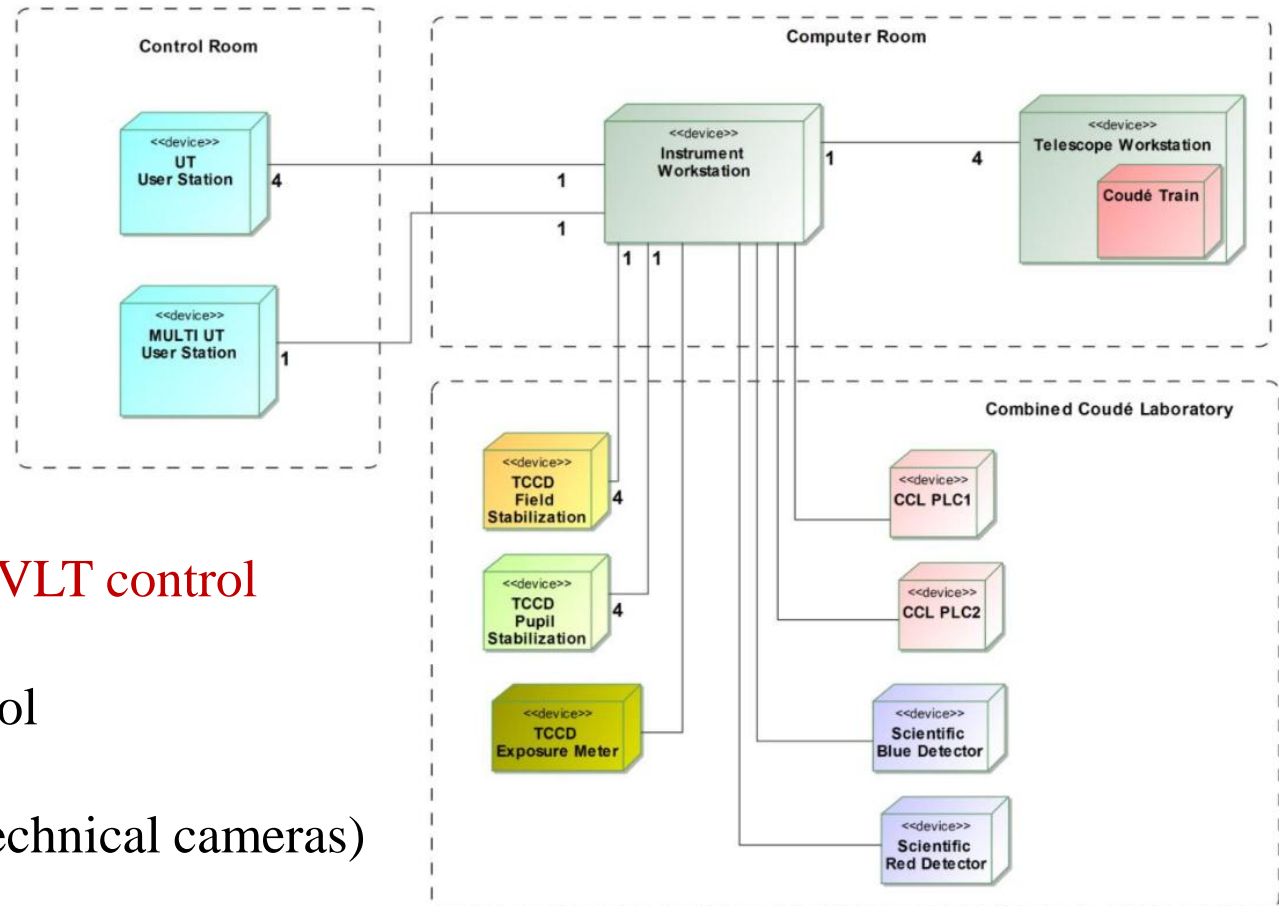 Control Room
<<device>>
UT
User Station
4
1
<<device>>
MULTI UT
User Station
1
1
Computer Room
<<device>>
Instrument
Workstation
1
4
<<device>>
Telescope Workstation
Coudé Train
1
1
Combined Coudé Laboratory
<<device>>
TCCD
Field
Stabilization
4
<<device>>
TCCD
Pupil
Stabilization
4
<<device>>
TCCD
Exposure Meter
<<device>>
CCL PLC1
<<device>>
CCL PLC2
<<device>>
Scientific
Blue Detector
<<device>>
Scientific
Red Detector
VLT control
ol
echnical cameras)